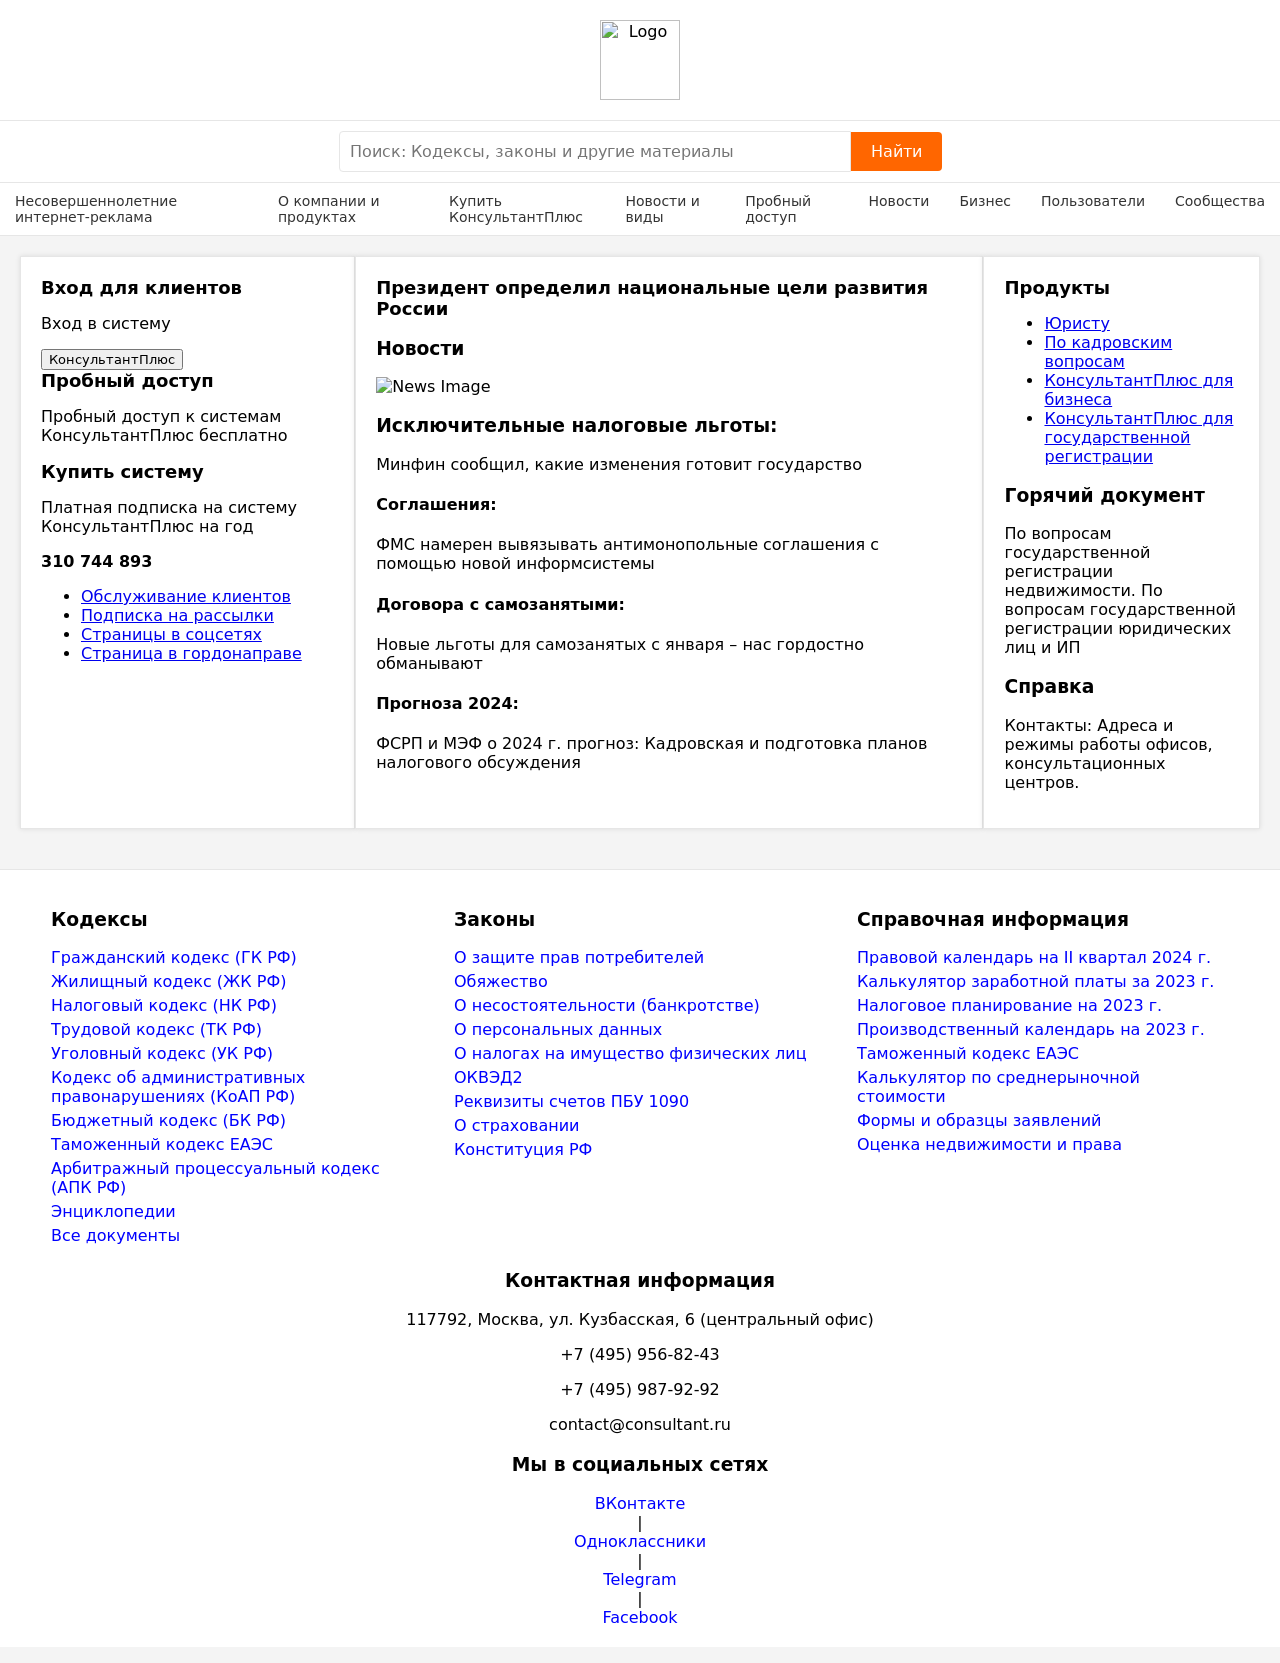 Logo
Поиск: Кодексы, законы и другие материалы
Найти
Несовершеннолетние
интернет-реклама
О компании и
продуктах
Купить
КонсультантПлюс
Новости и
виды
Пробный
доступ
Новости
Бизнес
Пользователи
Сообщества
Вход для клиентов
Вход в систему
КонсультантПлюс
Пробный доступ
Пробный доступ к системам
КонсультантПлюс бесплатно
Купить систему
Платная подписка на систему
КонсультантПлюс на год
310 744 893
Обслуживание клиентов
Подписка на рассылки
Страницы в соцсетях
Страница в гордонаправе
Президент определил национальные цели развития
России
Новости
News Image
Исключительные налоговые льготы:
Минфин сообщил, какие изменения готовит государство
Соглашения:
ФМС намерен вывязывать антимонопольные соглашения с
помощью новой информсистемы
Договора с самозанятыми:
Новые льготы для самозанятых с января – нас гордостно
обманывают
Прогноза 2024:
ФСРП и МЭФ о 2024 г. прогноз: Кадровская и подготовка планов
налогового обсуждения
Продукты
Юристу
По кадровским
вопросам
КонсультантПлюс для
бизнеса
КонсультантПлюс для
государственной
регистрации
Горячий документ
По вопросам
государственной
регистрации
недвижимости. По
вопросам государственной
регистрации юридических
лиц и ИП
Справка
Контакты: Адреса и
режимы работы офисов,
консультационных
центров.
Кодексы
Гражданский кодекс (ГК РФ)
Жилищный кодекс (ЖК РФ)
Налоговый кодекс (НК РФ)
Трудовой кодекс (ТК РФ)
Уголовный кодекс (УК РФ)
Кодекс об административных
правонарушениях (КоАП РФ)
Бюджетный кодекс (БК РФ)
Таможенный кодекс ЕАЭС
Арбитражный процессуальный кодекс
(АПК РФ)
Энциклопедии
Все документы
Законы
О защите прав потребителей
Обяжество
О несостоятельности (банкротстве)
О персональных данных
О налогах на имущество физических лиц
ОКВЭД2
Реквизиты счетов ПБУ 1090
О страховании
Конституция РФ
Справочная информация
Правовой календарь на II квартал 2024 г.
Калькулятор заработной платы за 2023 г.
Налоговое планирование на 2023 г.
Производственный календарь на 2023 г.
Таможенный кодекс ЕАЭС
Калькулятор по среднерыночной
стоимости
Формы и образцы заявлений
Оценка недвижимости и права
Контактная информация
117792, Москва, ул. Кузбасская, 6 (центральный офис)
+7 (495) 956-82-43
+7 (495) 987-92-92
contact@consultant.ru
Мы в социальных сетях
ВКонтакте
|
Одноклассники
|
Telegram
|
Facebook